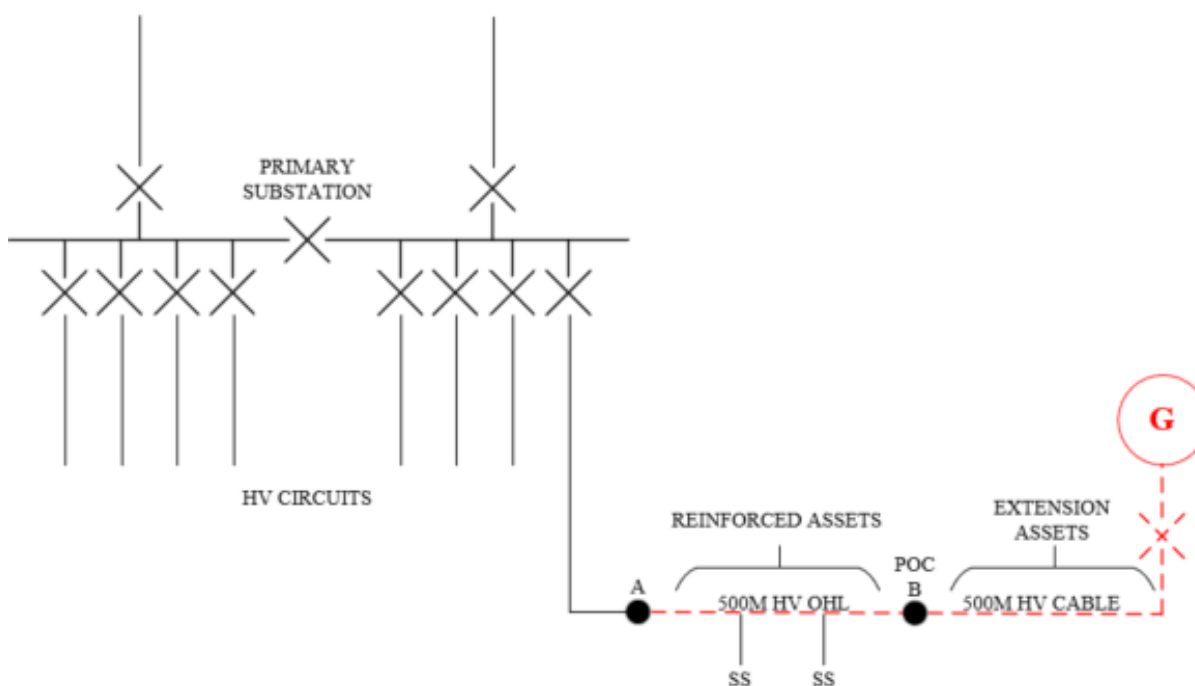 PRIMARY
SUBSTATION
HV CIRCUITS
REINFORCED ASSETS
EXTENSION
ASSETS
G
A
500M HV OHL
POC
B
500M HV CABLE
SS
SS